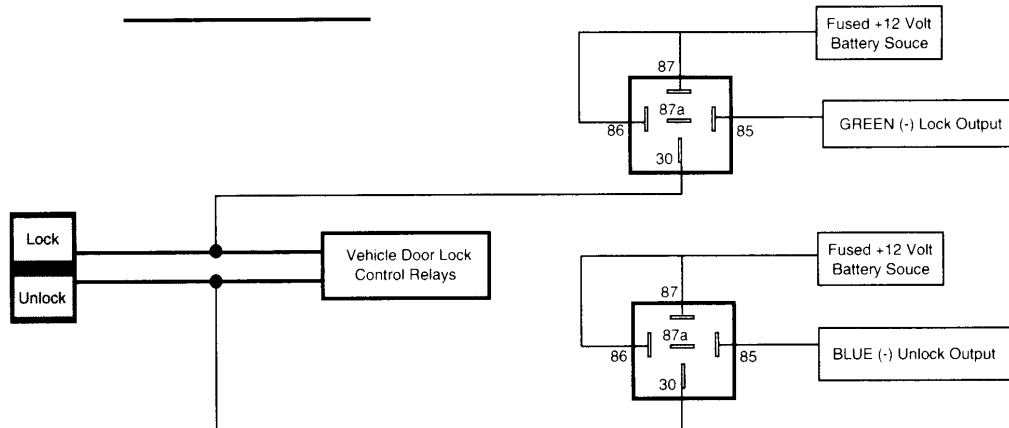 Fused +12 Volt
Battery Souce
87
87a
86
85
30
GREEN (-) Lock Output
Lock
Unlock
Vehicle Door Lock
Control Relays
Fused +12 Volt
Battery Souce
87
87a
86
85
30
BLUE (-) Unlock Output